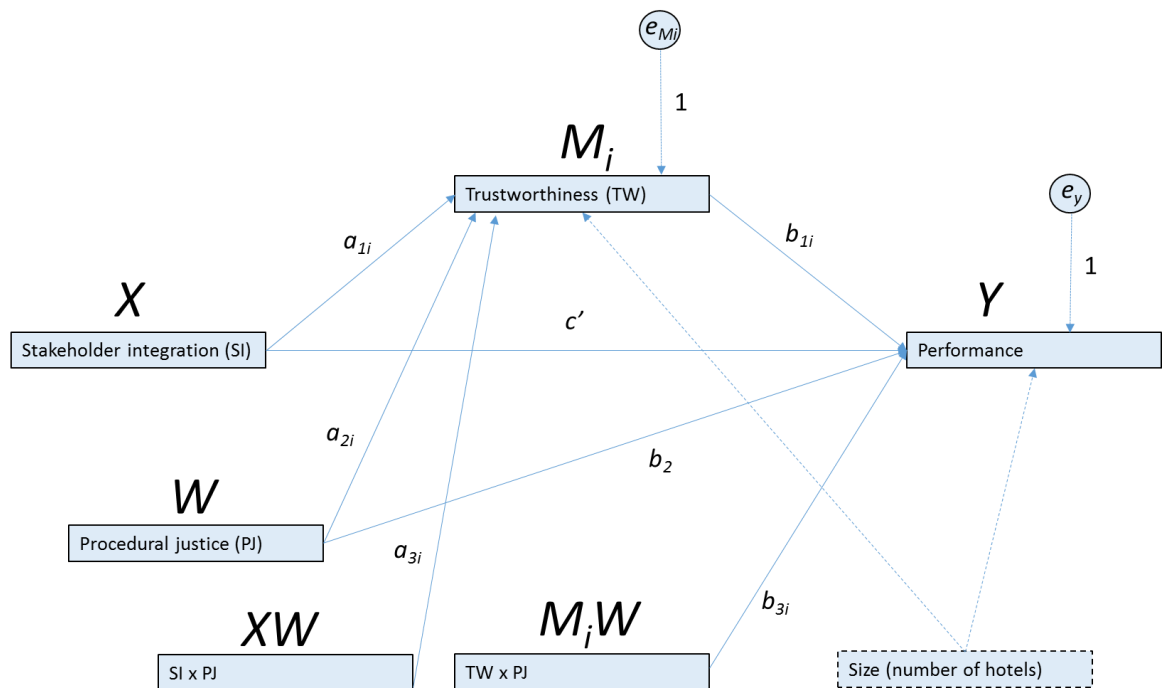 e_Mi
1
M_i
Trustworthiness (TW)
e_y
1
a_1i
b_1i
X
Y
c’
Stakeholder integration (SI)
Performance
a_2i
b_2
W
Procedural justice (PJ)
a_3i
b_3i
XW
M_iW
SI x PJ
TW x PJ
Size (number of hotels)